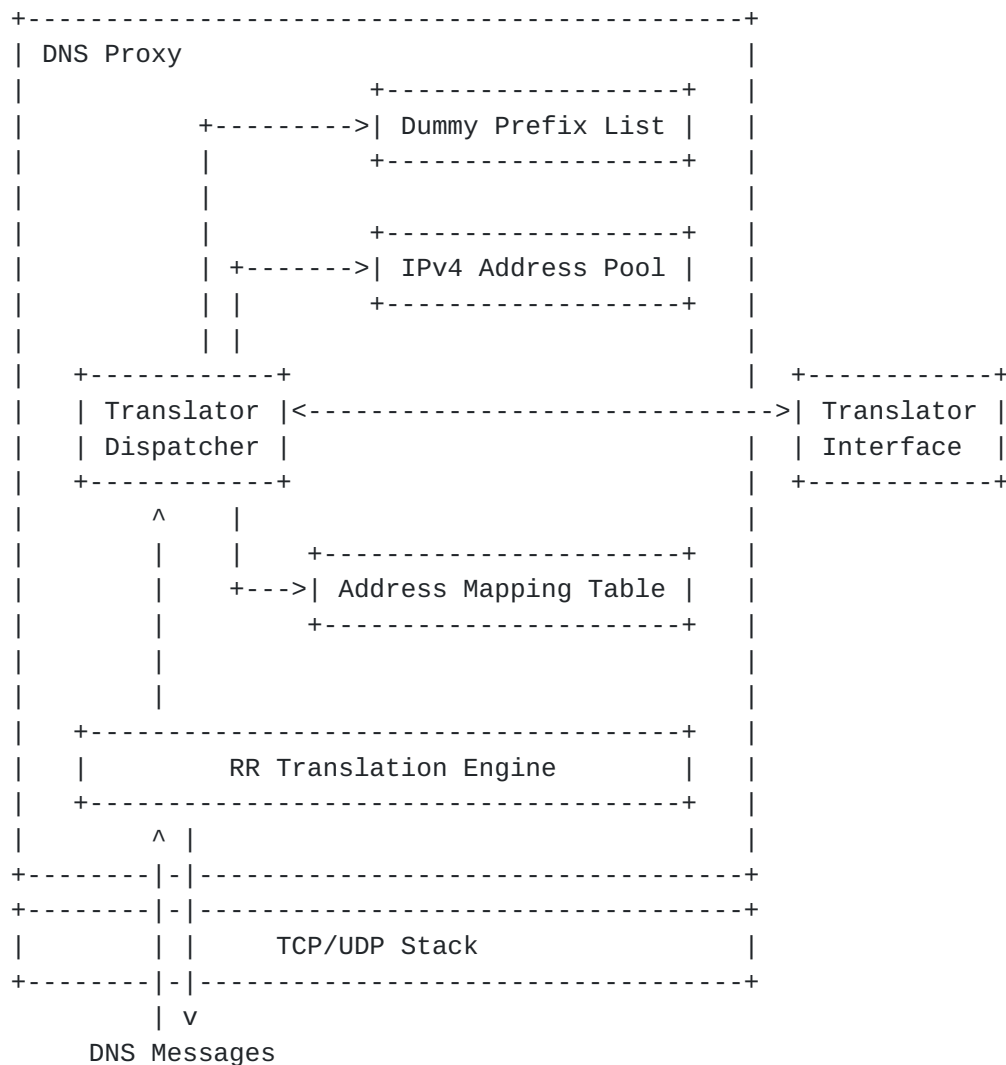 DNS Proxy
Dummy Prefix List
IPv4 Address Pool
Translator Translator
Dispatcher Interface
Address Mapping Table
RR Translation Engine
TCP/UDP Stack
DNS Messages